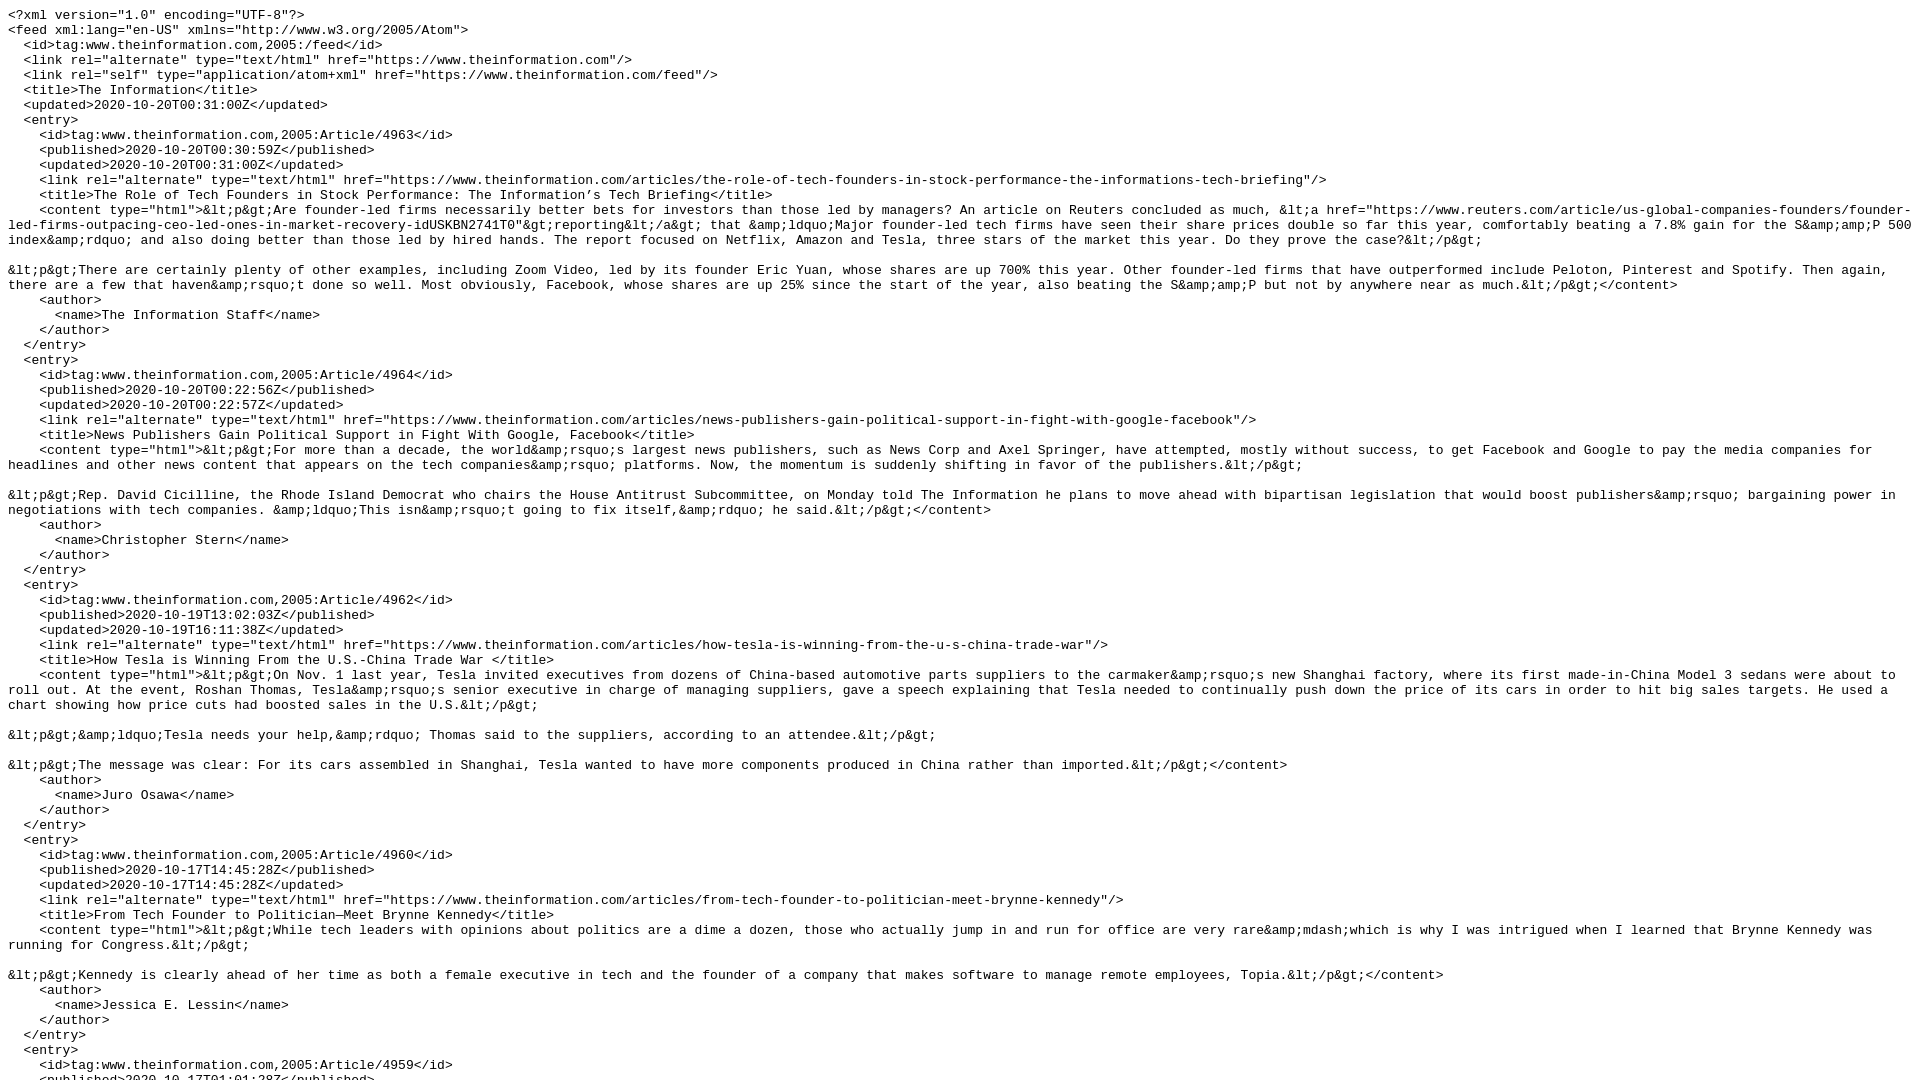 <?xml version="1.0" encoding="UTF-8"?>
<feed xml:lang="en-US" xmlns="http://www.w3.org/2005/Atom">
  <id>tag:www.theinformation.com,2005:/feed</id>
  <link rel="alternate" type="text/html" href="https://www.theinformation.com"/>
  <link rel="self" type="application/atom+xml" href="https://www.theinformation.com/feed"/>
  <title>The Information</title>
  <updated>2020-10-20T00:31:00Z</updated>
  <entry>
    <id>tag:www.theinformation.com,2005:Article/4963</id>
    <published>2020-10-20T00:30:59Z</published>
    <updated>2020-10-20T00:31:00Z</updated>
    <link rel="alternate" type="text/html" href="https://www.theinformation.com/articles/the-role-of-tech-founders-in-stock-performance-the-informations-tech-briefing"/>
    <title>The Role of Tech Founders in Stock Performance: The Information’s Tech Briefing</title>
    <content type="html">&lt;p&gt;Are founder-led firms necessarily better bets for investors than those led by managers? An article on Reuters concluded as much, &lt;a href="https://www.reuters.com/article/us-global-companies-founders/founder-
led-firms-outpacing-ceo-led-ones-in-market-recovery-idUSKBN2741T0"&gt;reporting&lt;/a&gt; that &amp;ldquo;Major founder-led tech firms have seen their share prices double so far this year, comfortably beating a 7.8% gain for the S&amp;amp;P 500
index&amp;rdquo; and also doing better than those led by hired hands. The report focused on Netflix, Amazon and Tesla, three stars of the market this year. Do they prove the case?&lt;/p&gt;

&lt;p&gt;There are certainly plenty of other examples, including Zoom Video, led by its founder Eric Yuan, whose shares are up 700% this year. Other founder-led firms that have outperformed include Peloton, Pinterest and Spotify. Then again,
there are a few that haven&amp;rsquo;t done so well. Most obviously, Facebook, whose shares are up 25% since the start of the year, also beating the S&amp;amp;P but not by anywhere near as much.&lt;/p&gt;</content>
    <author>
      <name>The Information Staff</name>
    </author>
  </entry>
  <entry>
    <id>tag:www.theinformation.com,2005:Article/4964</id>
    <published>2020-10-20T00:22:56Z</published>
    <updated>2020-10-20T00:22:57Z</updated>
    <link rel="alternate" type="text/html" href="https://www.theinformation.com/articles/news-publishers-gain-political-support-in-fight-with-google-facebook"/>
    <title>News Publishers Gain Political Support in Fight With Google, Facebook</title>
    <content type="html">&lt;p&gt;For more than a decade, the world&amp;rsquo;s largest news publishers, such as News Corp and Axel Springer, have attempted, mostly without success, to get Facebook and Google to pay the media companies for
headlines and other news content that appears on the tech companies&amp;rsquo; platforms. Now, the momentum is suddenly shifting in favor of the publishers.&lt;/p&gt;

&lt;p&gt;Rep. David Cicilline, the Rhode Island Democrat who chairs the House Antitrust Subcommittee, on Monday told The Information he plans to move ahead with bipartisan legislation that would boost publishers&amp;rsquo; bargaining power in
negotiations with tech companies. &amp;ldquo;This isn&amp;rsquo;t going to fix itself,&amp;rdquo; he said.&lt;/p&gt;</content>
    <author>
      <name>Christopher Stern</name>
    </author>
  </entry>
  <entry>
    <id>tag:www.theinformation.com,2005:Article/4962</id>
    <published>2020-10-19T13:02:03Z</published>
    <updated>2020-10-19T16:11:38Z</updated>
    <link rel="alternate" type="text/html" href="https://www.theinformation.com/articles/how-tesla-is-winning-from-the-u-s-china-trade-war"/>
    <title>How Tesla is Winning From the U.S.-China Trade War </title>
    <content type="html">&lt;p&gt;On Nov. 1 last year, Tesla invited executives from dozens of China-based automotive parts suppliers to the carmaker&amp;rsquo;s new Shanghai factory, where its first made-in-China Model 3 sedans were about to
roll out. At the event, Roshan Thomas, Tesla&amp;rsquo;s senior executive in charge of managing suppliers, gave a speech explaining that Tesla needed to continually push down the price of its cars in order to hit big sales targets. He used a
chart showing how price cuts had boosted sales in the U.S.&lt;/p&gt;

&lt;p&gt;&amp;ldquo;Tesla needs your help,&amp;rdquo; Thomas said to the suppliers, according to an attendee.&lt;/p&gt;

&lt;p&gt;The message was clear: For its cars assembled in Shanghai, Tesla wanted to have more components produced in China rather than imported.&lt;/p&gt;</content>
    <author>
      <name>Juro Osawa</name>
    </author>
  </entry>
  <entry>
    <id>tag:www.theinformation.com,2005:Article/4960</id>
    <published>2020-10-17T14:45:28Z</published>
    <updated>2020-10-17T14:45:28Z</updated>
    <link rel="alternate" type="text/html" href="https://www.theinformation.com/articles/from-tech-founder-to-politician-meet-brynne-kennedy"/>
    <title>From Tech Founder to Politician—Meet Brynne Kennedy</title>
    <content type="html">&lt;p&gt;While tech leaders with opinions about politics are a dime a dozen, those who actually jump in and run for office are very rare&amp;mdash;which is why I was intrigued when I learned that Brynne Kennedy was
running for Congress.&lt;/p&gt;

&lt;p&gt;Kennedy is clearly ahead of her time as both a female executive in tech and the founder of a company that makes software to manage remote employees, Topia.&lt;/p&gt;</content>
    <author>
      <name>Jessica E. Lessin</name>
    </author>
  </entry>
  <entry>
    <id>tag:www.theinformation.com,2005:Article/4959</id>
    <published>2020-10-17T01:01:28Z</published>